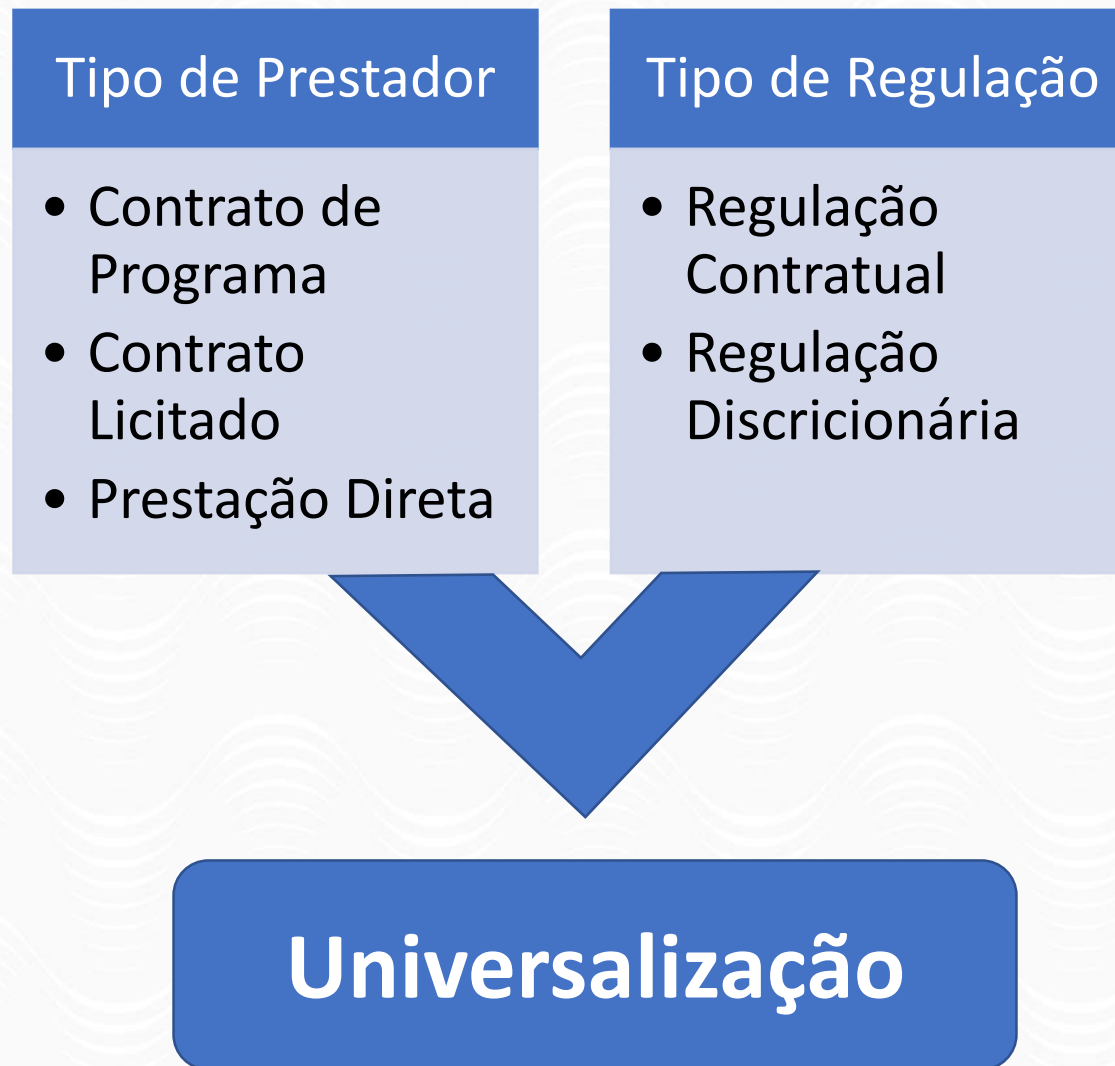 Tipo de Prestador
• Contrato de
Programa
• Contrato
Licitado
• Prestação Direta
Tipo de Regulação
• Regulação
Contratual
• Regulação
Discricionária
Universalização